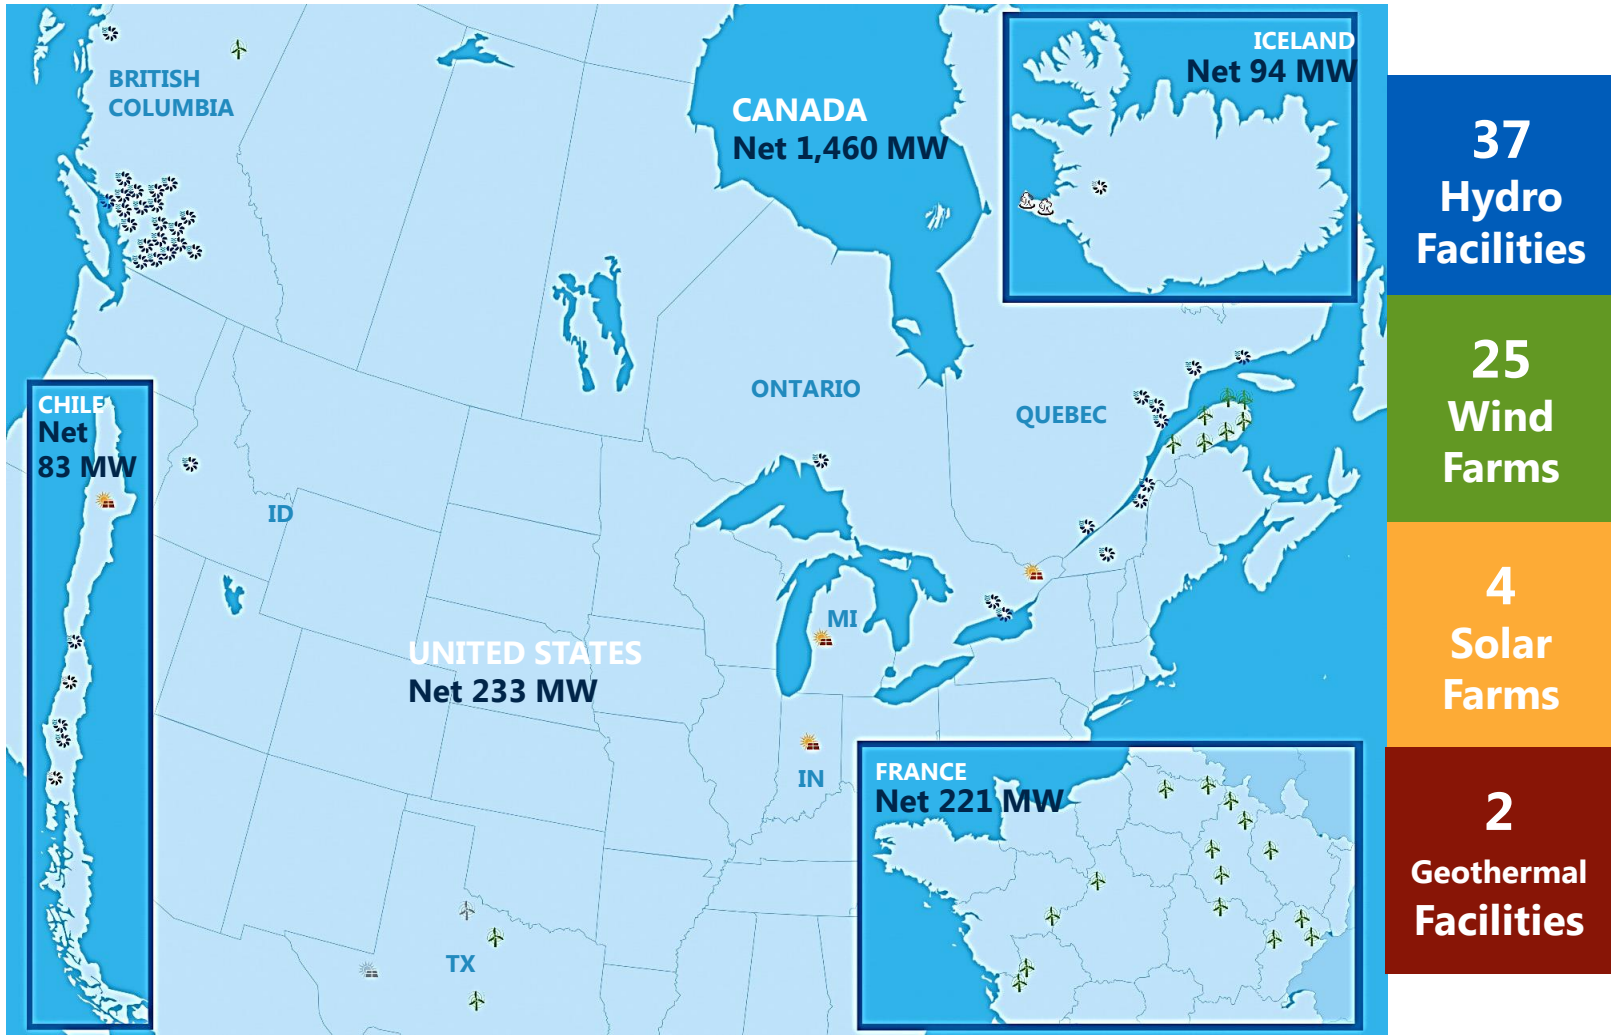 BRITISH
COLUMBIA
CANADA
Net 1,460 MW
ICELAND
Net 94 MW
ONTARIO
QUEBEC
CHILE
Net
83 MW
ID
MI
UNITED STATES
Net 233 MW
IN
TX
FRANCE
Net 221 MW
37
Hydro
Facilities
25
Wind
Farms
4
Solar
Farms
2
Geothermal
Facilities